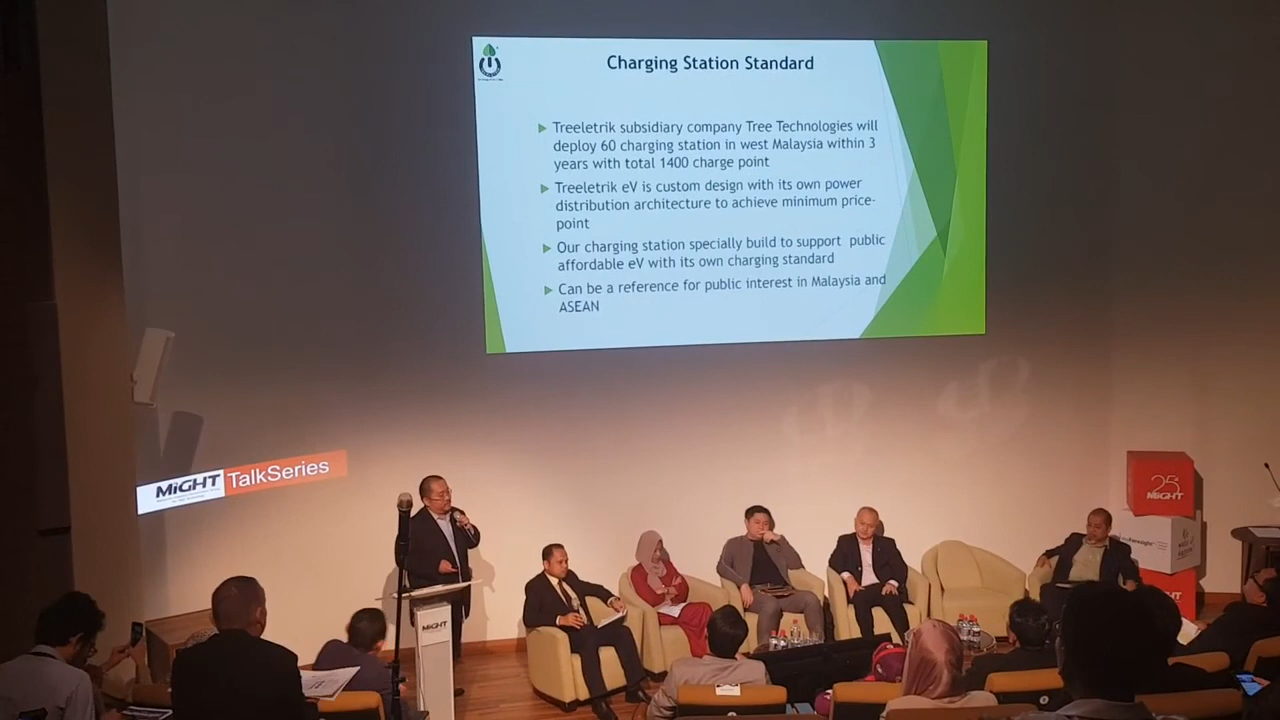 Charging Station Standard
Treeletrik subsidiary company Tree Technologies will
deploy 60 charging station in west Malaysia within 3
years with total 1400 charge point
Treeletrik eV is custom design with its own power
distribution architecture to achieve minimum price-
point
Our charging station specially build to support public
affordable eV with its own charging standard
Can be a reference for public interest in Malaysia and
ASEAN
MiGHT TalkSeries
25
MiGHT
MiGHT